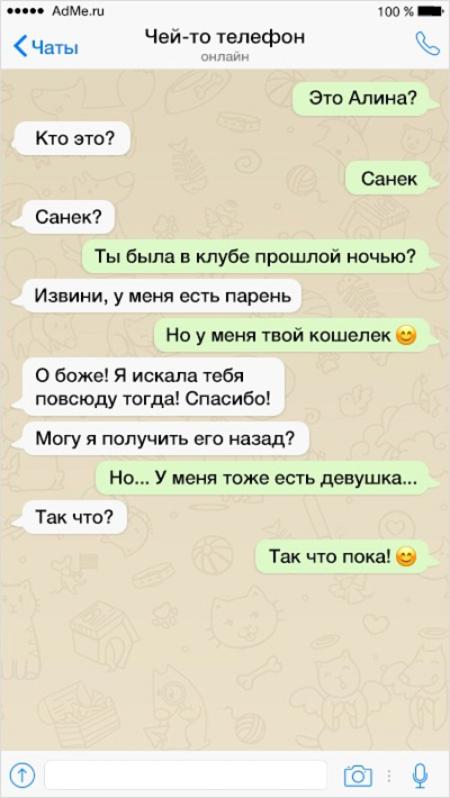 AdMe.ru
100 %
Чаты
Чей-то телефон
онлайн
Это Алина?
Кто это?
Санек
Санек?
Ты была в клубе прошлой ночью?
Извини, у меня есть парень
Но у меня твой кошелек 😊
О боже! Я искала тебя
повсюду тогда! Спасибо!
Могу я получить его назад?
Но... У меня тоже есть девушка...
Так что?
Так что пока! 😊